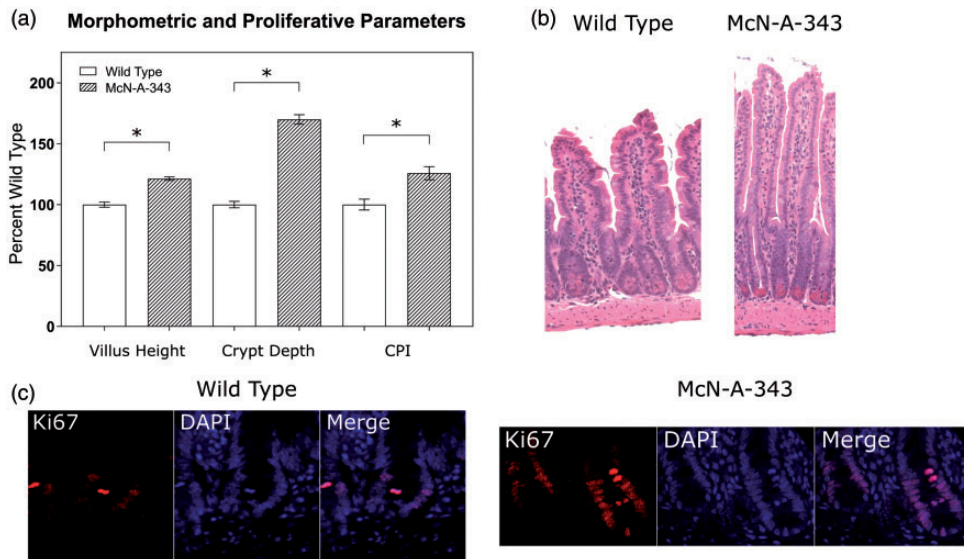 (a)
Morphometric and Proliferative Parameters
Wild Type
McN-A-343
*
*
*
Percent Wild Type
200
150
100
50
0
Villus Height
Crypt Depth
CPI
(b)
Wild Type
McN-A-343
(c)
Wild Type
Ki67
DAPI
Merge
McN-A-343
Ki67
DAPI
Merge